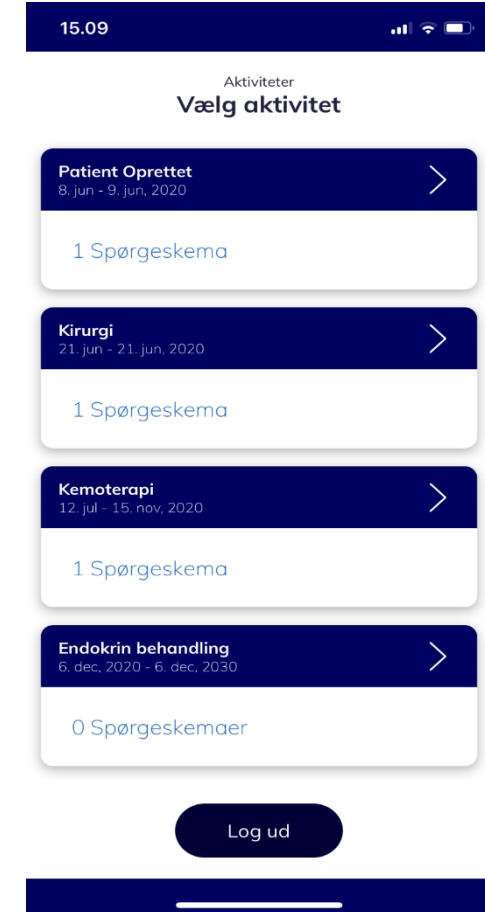 15.09
Aktiviteter
Vælg aktivitet
Patient Oprettet
8. jun - 9. jun, 2020
1 Spørgeskema
Kirurgi
21. jun - 21. jun, 2020
1 Spørgeskema
Kemoterapi
12. jul - 15. nov, 2020
1 Spørgeskema
Endokrin behandling
6. dec, 2020 - 6. dec, 2030
0 Spørgeskemaer
Log ud